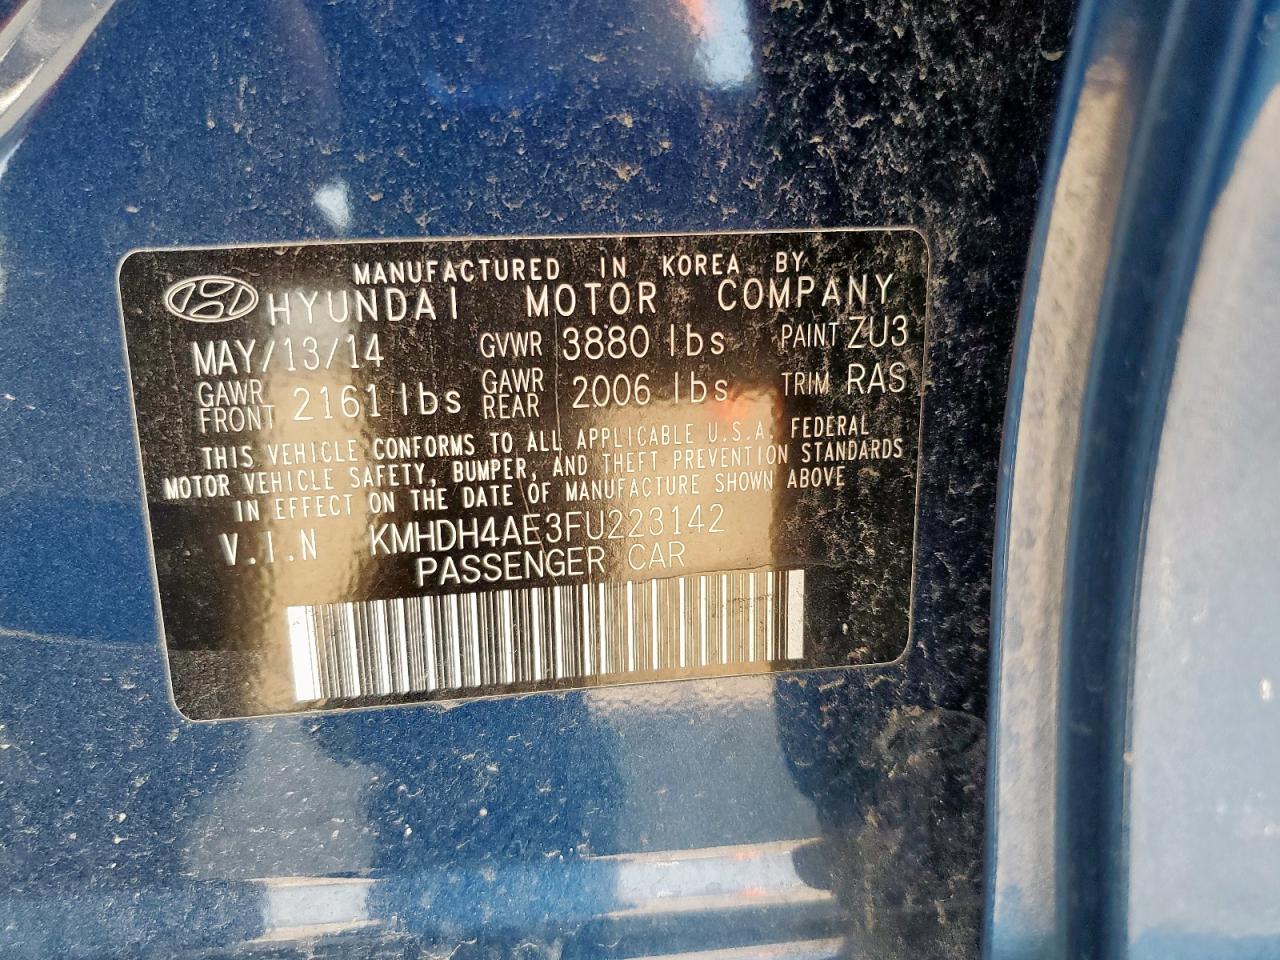 MANUFACTURED IN KOREA BY
HYUNDAI MOTOR COMPANY
MAY/13/14 GVWR 3880 lbs PAINT ZU3
GAWR FRONT 2161 lbs GAWR REAR 2006 lbs TRIM RAS
THIS VEHICLE CONFORMS TO ALL APPLICABLE U.S.A. FEDERAL
MOTOR VEHICLE SAFETY, BUMPER, AND THEFT PREVENTION STANDARDS
IN EFFECT ON THE DATE OF MANUFACTURE SHOWN ABOVE
V.I.N KMHDH4AE3FU223142
PASSENGER CAR